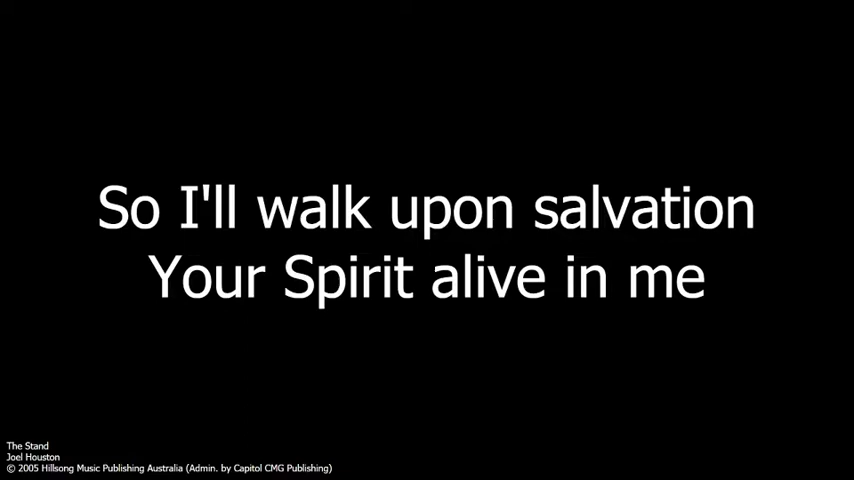 So I'll walk upon salvation
Your Spirit alive in me
The Stand
Joel Houston
© 2005 Hillsong Music Publishing Australia (Admin. by Capitol CMG Publishing)